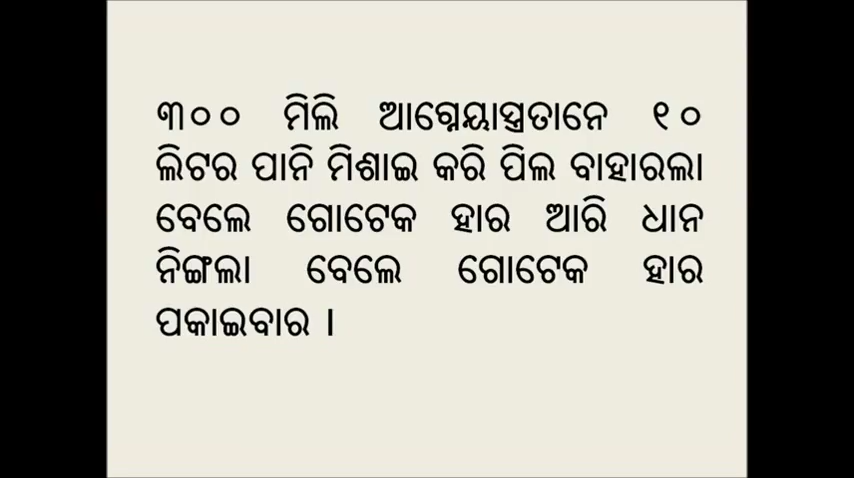 ୩୦୦ ମିଲି ଆଗ୍ନେୟାସ୍ତ୍ରତାନେ ୧୦
ଲିଟର ପାନି ମିଶାଇ କରି ପିଲ ବାହାରଲା
ବେଲେ ଗୋଟେକ ହାର ଆରି ଧାନ
ନିଙ୍ଗଲା ବେଲେ ଗୋଟେକ ହାର
ପକାଇବାର ।